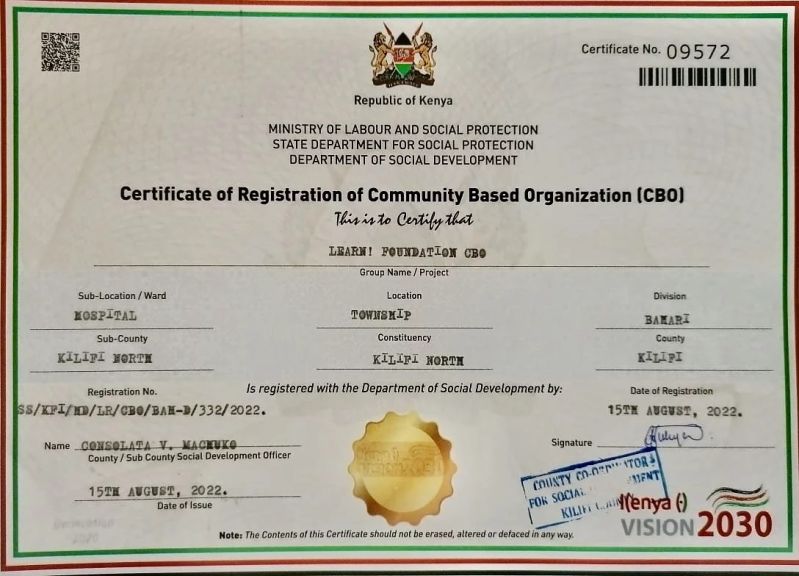 Certificate No. 09572
Republic of Kenya
MINISTRY OF LABOUR AND SOCIAL PROTECTION
STATE DEPARTMENT FOR SOCIAL PROTECTION
DEPARTMENT OF SOCIAL DEVELOPMENT
Certificate of Registration of Community Based Organization (CBO)
This is to Certify that
LEARN! FOUNDATION CBO
Group Name / Project
Sub-Location / Ward Location Division
HOSPITAL TOWNSHIP BAHARI
Sub-County Constituency County
KILIFI NORTH KILIFI NORTH KILIFI
Registration No. Is registered with the Department of Social Development by: Date of Registration
SS/KFI/ND/LR/CBO/BAH-D/332/2022. 15TH AUGUST, 2022.
Name CONSOLATA V. MACHUKO Signature
County / Sub County Social Development Officer
15TH AUGUST, 2022.
Date of Issue
COUNTY
FOR SOCIAL
KILIFI
Kenya
VISION 2030
Note: The Contents of this Certificate should not be erased, altered or defaced in any way.